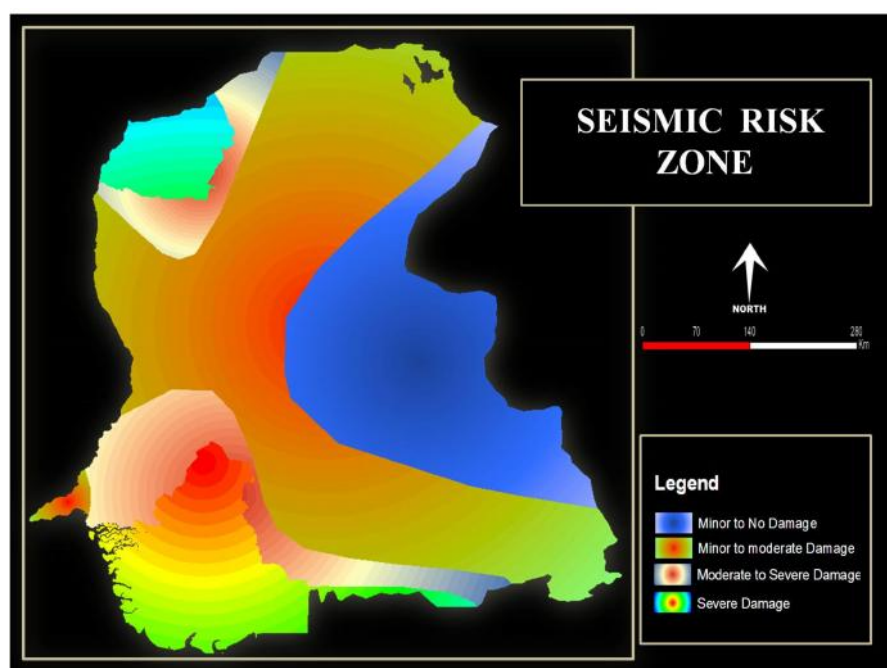 SEISMIC RISK
ZONE
NORTH
0 70 140 280
Km
Legend
Minor to No Damage
Minor to moderate Damage
Moderate to Severe Damage
Severe Damage